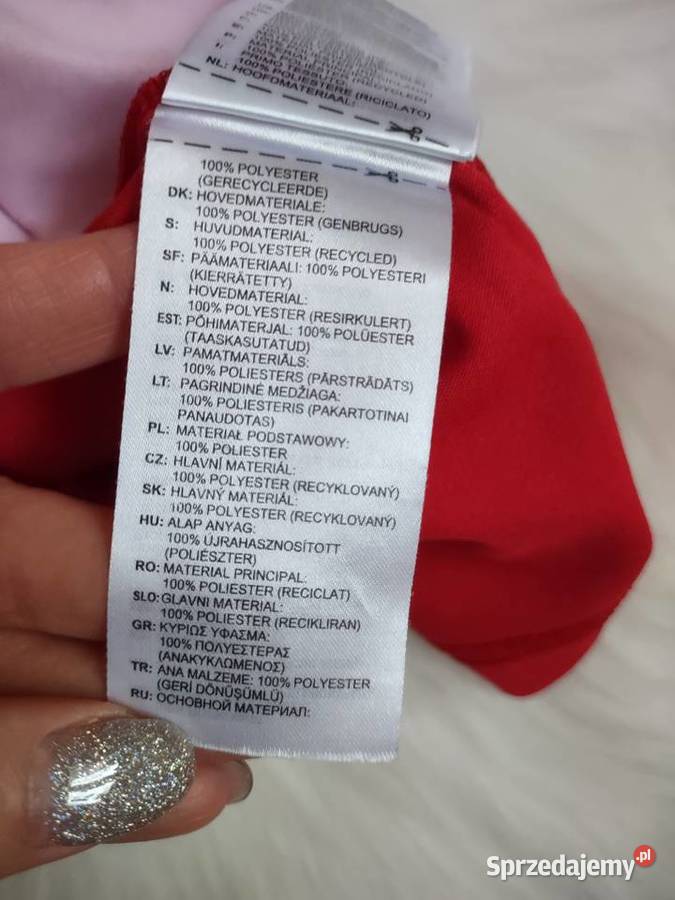 100% POLIESTERE (RICICLATO)
NL: HOOFDMATERIAAL:
100% POLYESTER
(GERECYCLEERDE)
DK: HOVEDMATERIALE:
100% POLYESTER (GENBRUGS)
S: HUVUDMATERIAL:
100% POLYESTER (RECYCLED)
SF: PÄÄMATERIAALI: 100% POLYESTERI
(KIERRÄTETTY)
N: HOVEDMATERIAL:
100% POLYESTER (RESIRKULERT)
EST: PÕHIMATERJAL: 100% POLÜESTER
(TAASKASUTATUD)
LV: PAMATMATERIĀLS:
100% POLIESTERS (PĀRSTRĀDĀTS)
LT: PAGRINDINĖ MEDŽIAGA:
100% POLIESTERIS (PAKARTOTINAI
PANAUDOTAS)
PL: MATERIAŁ PODSTAWOWY:
100% POLIESTER
CZ: HLAVNÍ MATERIÁL:
100% POLYESTER (RECYKLOVANÝ)
SK: HLAVNÝ MATERIÁL:
100% POLYESTER (RECYKLOVANÝ)
HU: ALAP ANYAG:
100% ÚJRAHASZNOSÍTOTT
(POLIÉSZTER)
RO: MATERIAL PRINCIPAL:
100% POLIESTER (RECICLAT)
SLO: GLAVNI MATERIAL:
100% POLIESTER (RECIKLIRAN)
GR: ΚΥΡΙΩΣ ΥΦΑΣΜΑ:
100% ΠΟΛΥΕΣΤΕΡΑΣ
(ΑΝΑΚΥΚΛΩΜΕΝΟΣ)
TR: ANA MALZEME: 100% POLYESTER
(GERİ DÖNÜŞÜMLÜ)
RU: ОСНОВНОЙ МАТЕРИАЛ:
Sprzedajemy.pl